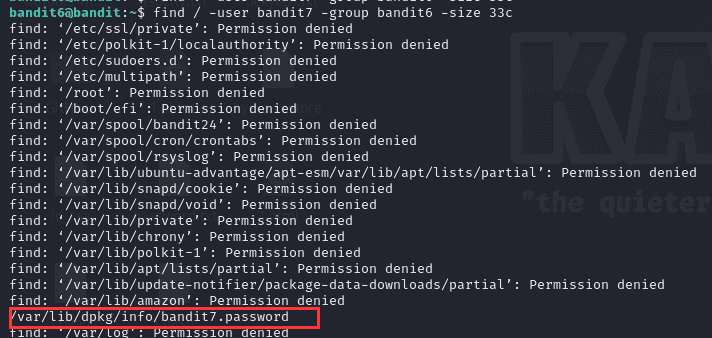 bandit6@bandit:~$ find / -user bandit7 -group bandit6 -size 33c
find: ‘/etc/ssl/private’: Permission denied
find: ‘/etc/polkit-1/localauthority’: Permission denied
find: ‘/etc/sudoers.d’: Permission denied
find: ‘/etc/multipath’: Permission denied
find: ‘/root’: Permission denied
find: ‘/boot/efi’: Permission denied
find: ‘/var/spool/bandit24’: Permission denied
find: ‘/var/spool/cron/crontabs’: Permission denied
find: ‘/var/spool/rsyslog’: Permission denied
find: ‘/var/lib/ubuntu-advantage/apt-esm/var/lib/apt/lists/partial’: Permission denied
find: ‘/var/lib/snapd/cookie’: Permission denied
find: ‘/var/lib/snapd/void’: Permission denied
"the quieter
find: ‘/var/lib/private’: Permission denied
find: ‘/var/lib/chrony’: Permission denied
find: ‘/var/lib/polkit-1’: Permission denied
find: ‘/var/lib/apt/lists/partial’: Permission denied
find: ‘/var/lib/update-notifier/package-data-downloads/partial’: Permission denied
find: ‘/var/lib/amazon’: Permission denied
/var/lib/dpkg/info/bandit7.password
find: ‘/var/log’: Permission denied